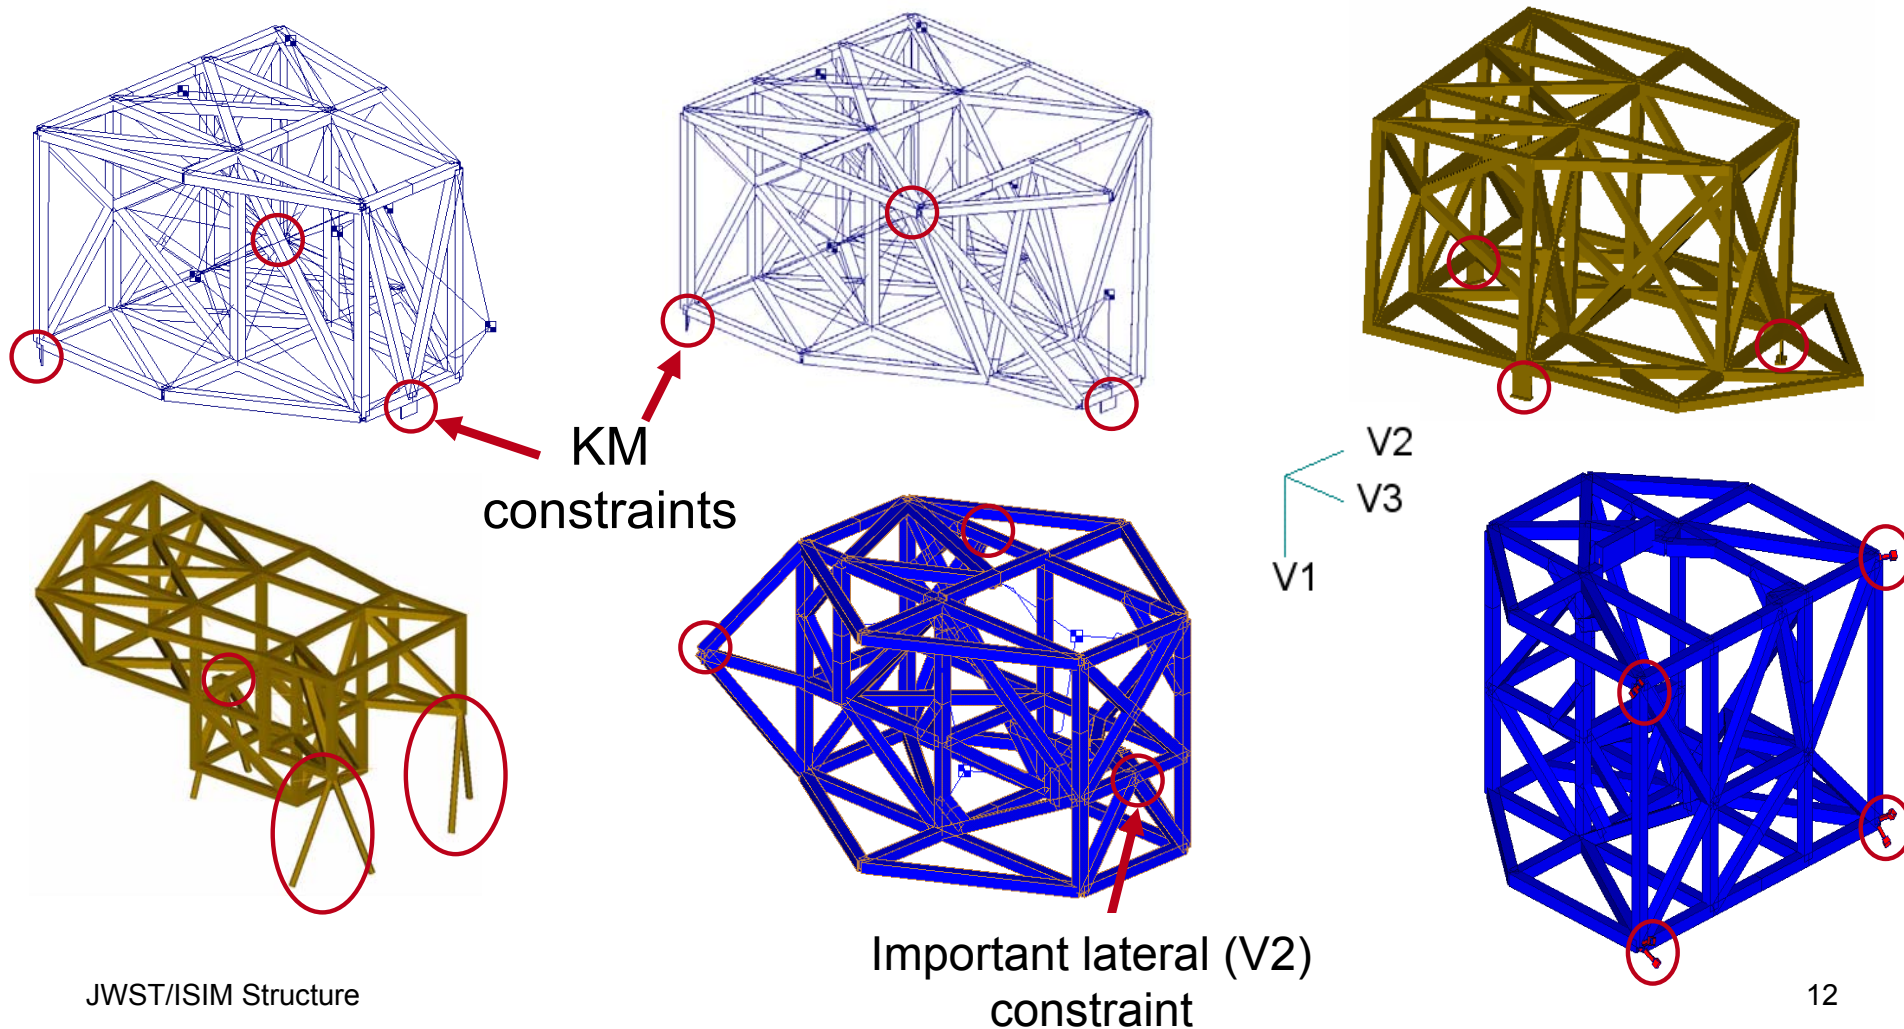 KM
constraints
V2
V3
V1
Important lateral (V2)
constraint
JWST/ISIM Structure
12